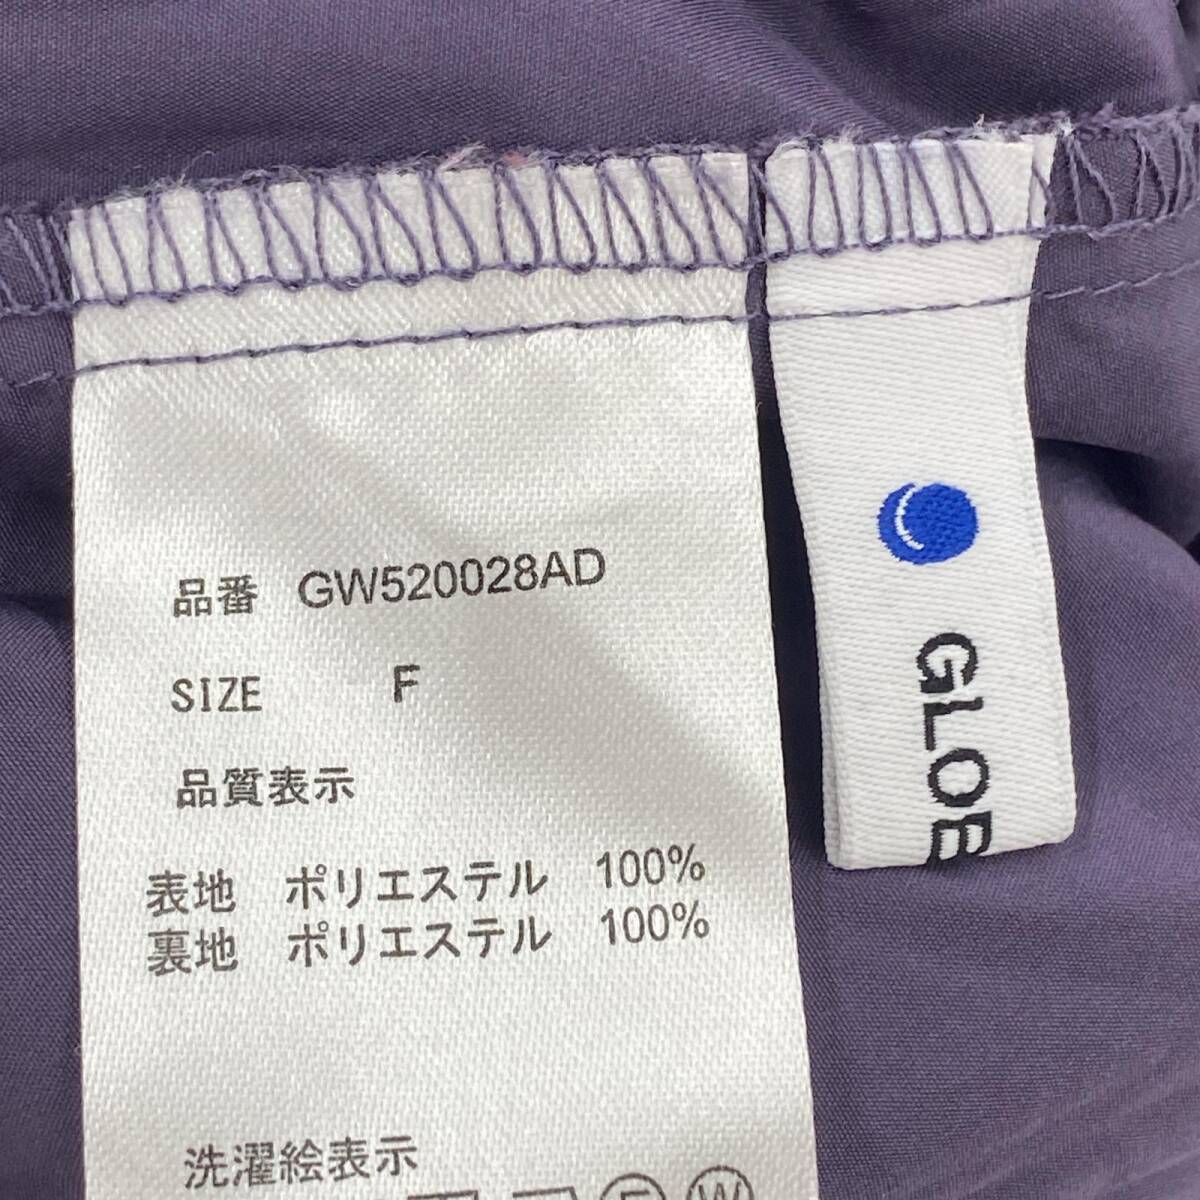 品番 GW520028AD
SIZE F
品質表示
表地 ポリエステル 100%
裏地 ポリエステル 100%
洗濯絵表示
F W
GLOB